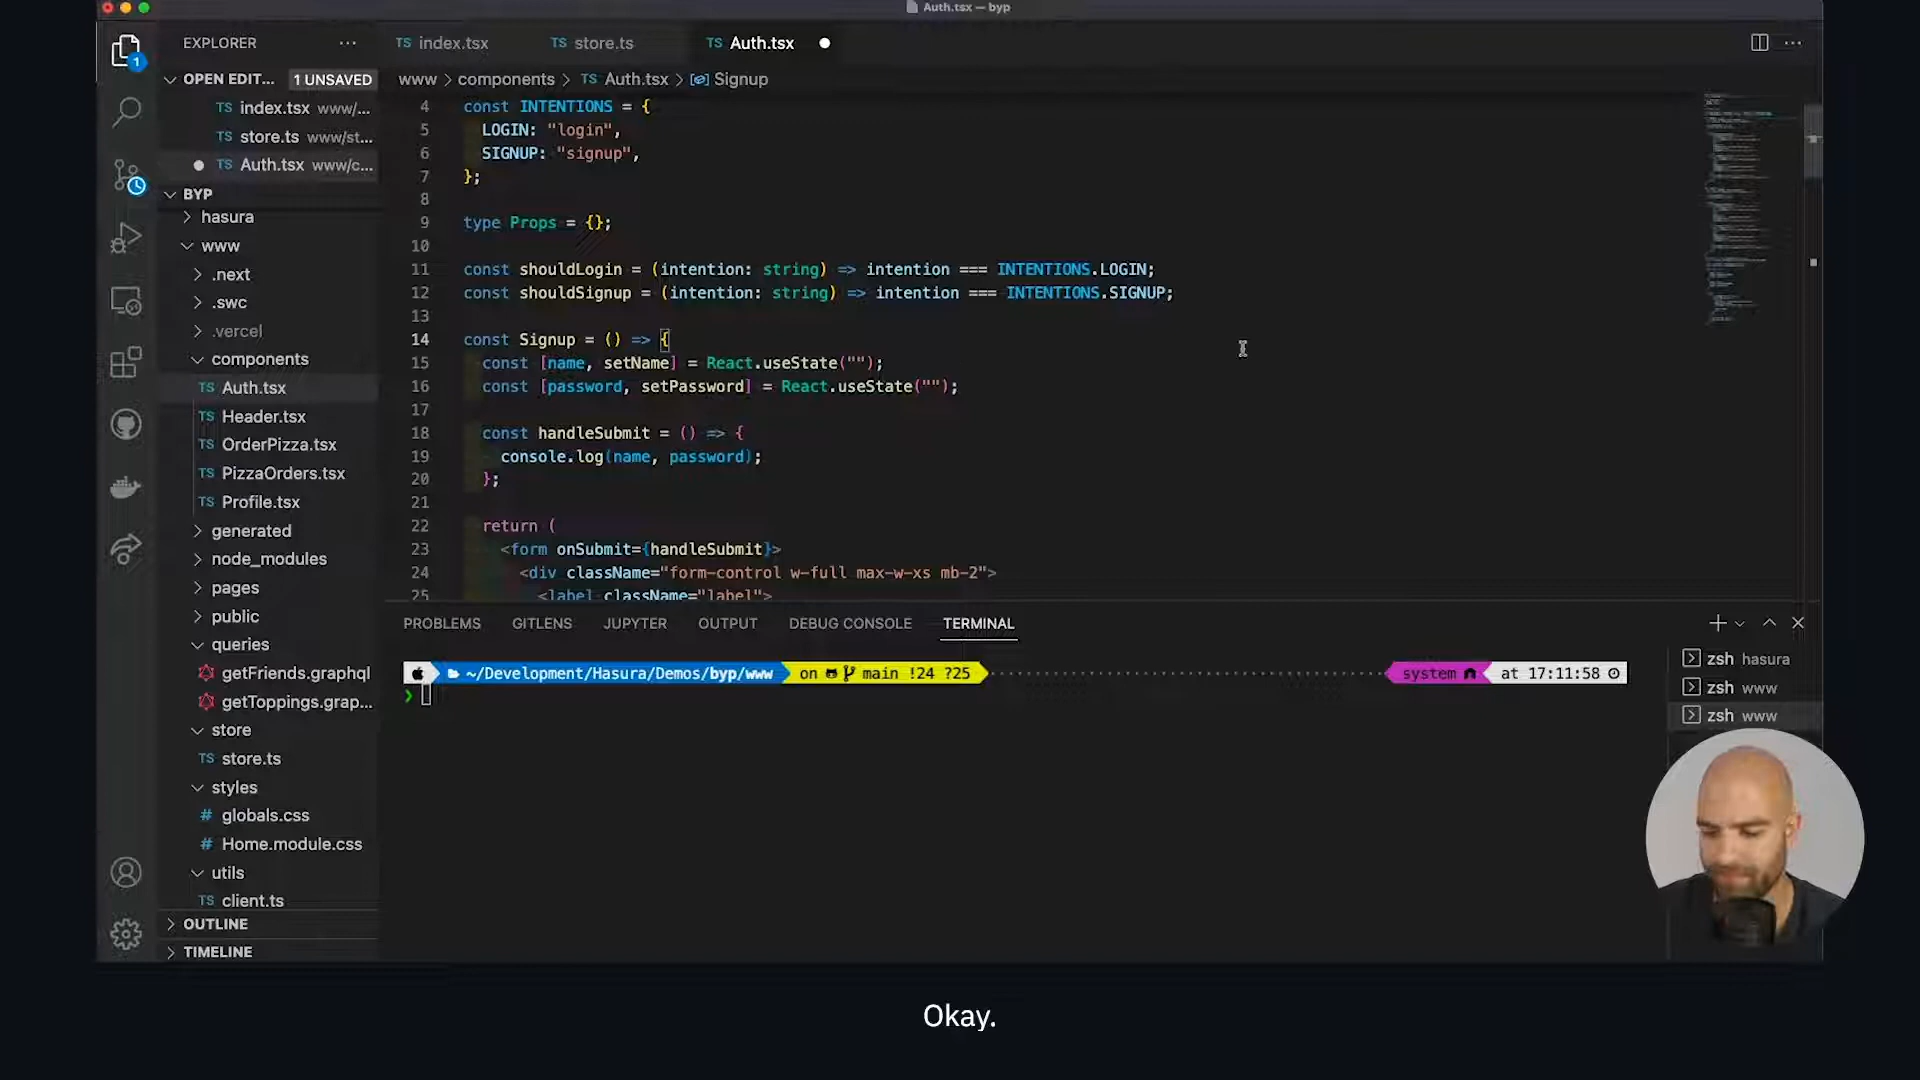 Auth.tsx — byp
EXPLORER
index.tsx
store.ts
Auth.tsx
OPEN EDIT...
1 UNSAVED
www > components > TS Auth.tsx > Signup
TS index.tsx www/...
TS store.ts www/st...
TS Auth.tsx www/c...
BYP
hasura
www
.next
.swc
.vercel
components
TS Auth.tsx
TS Header.tsx
TS OrderPizza.tsx
TS PizzaOrders.tsx
TS Profile.tsx
generated
node_modules
pages
public
queries
getFriends.graphql
getToppings.grap...
store
TS store.ts
styles
# globals.css
# Home.module.css
utils
TS client.ts
OUTLINE
TIMELINE
4 const INTENTIONS = {
5 LOGIN: "login",
6 SIGNUP: "signup",
7 };
8
9 type Props = {};
10
11 const shouldLogin = (intention: string) => intention === INTENTIONS.LOGIN;
12 const shouldSignup = (intention: string) => intention === INTENTIONS.SIGNUP;
13
14 const Signup = () => {
15 const [name, setName] = React.useState("");
16 const [password, setPassword] = React.useState("");
17
18 const handleSubmit = () => {
19 console.log(name, password);
20 };
21
22 return (
23 <form onSubmit={handleSubmit}>
24 <div className="form-control w-full max-w-xs mb-2">
25 <label className="label">
PROBLEMS GITLENS JUPYTER OUTPUT DEBUG CONSOLE TERMINAL
~/Development/Hasura/Demos/byp/www on main !24 ?25 system at 17:11:58
zsh hasura
zsh www
zsh www
Okay.